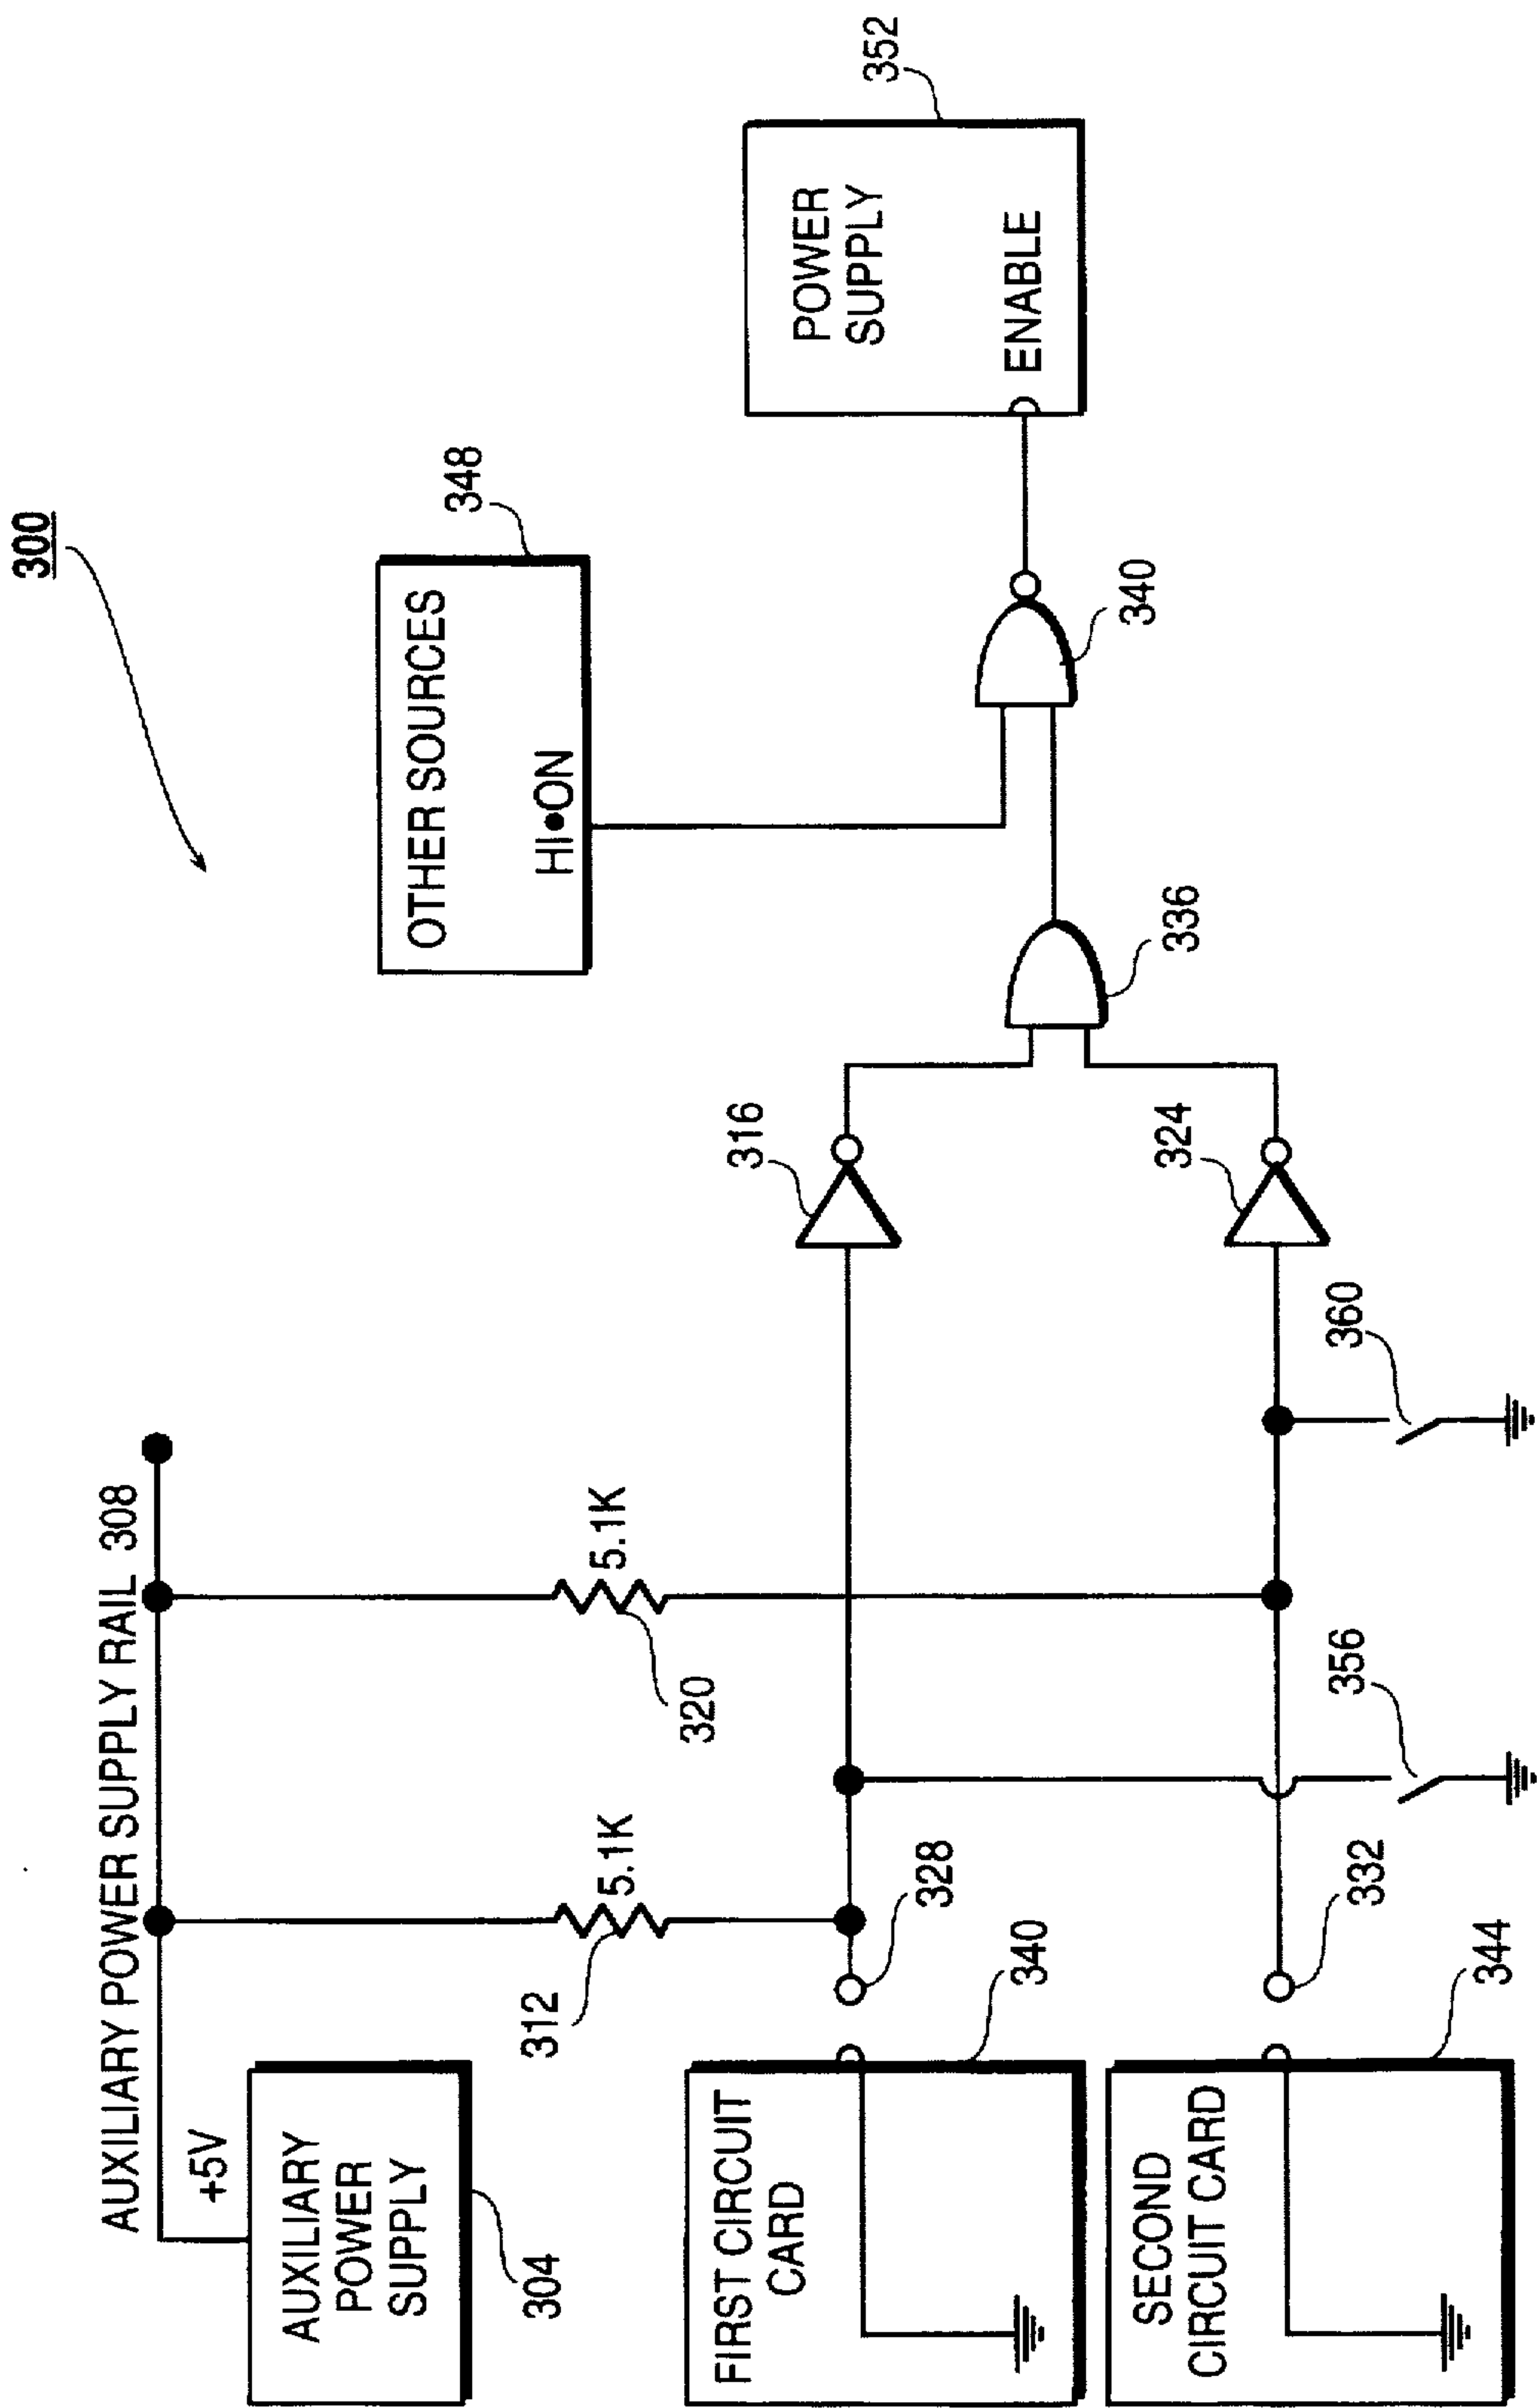 300
AUXILIARY POWER SUPPLY RAIL 308
+5V
AUXILIARY
POWER
SUPPLY
304
312
5.1K
320
5.1K
OTHER SOURCES
HI•ON
348
POWER
SUPPLY
ENABLE
352
FIRST CIRCUIT
CARD
340
328
316
336
340
SECOND
CIRCUIT CARD
344
332
356
360
324